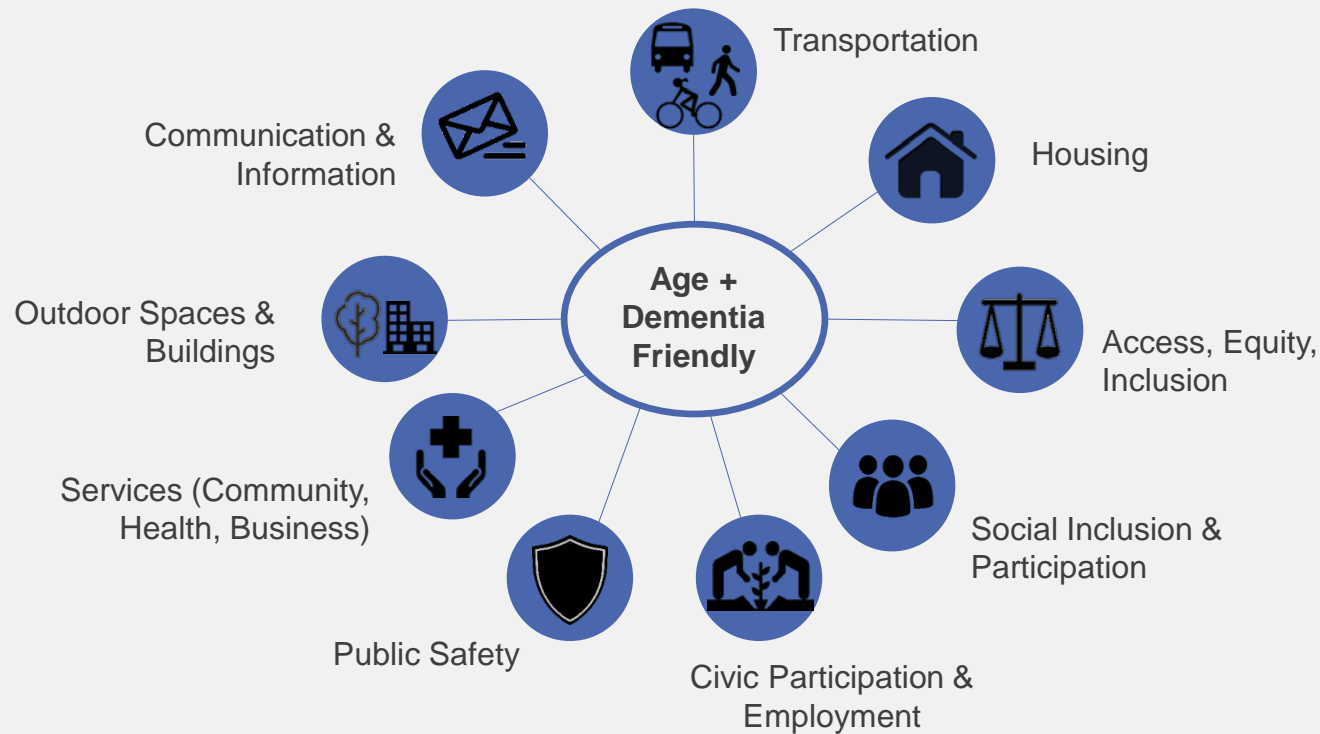 Transportation
Housing
Access, Equity,
Inclusion
Social Inclusion &
Participation
Civic Participation &
Employment
Public Safety
Services (Community,
Health, Business)
Outdoor Spaces &
Buildings
Communication &
Information
Age +
Dementia
Friendly